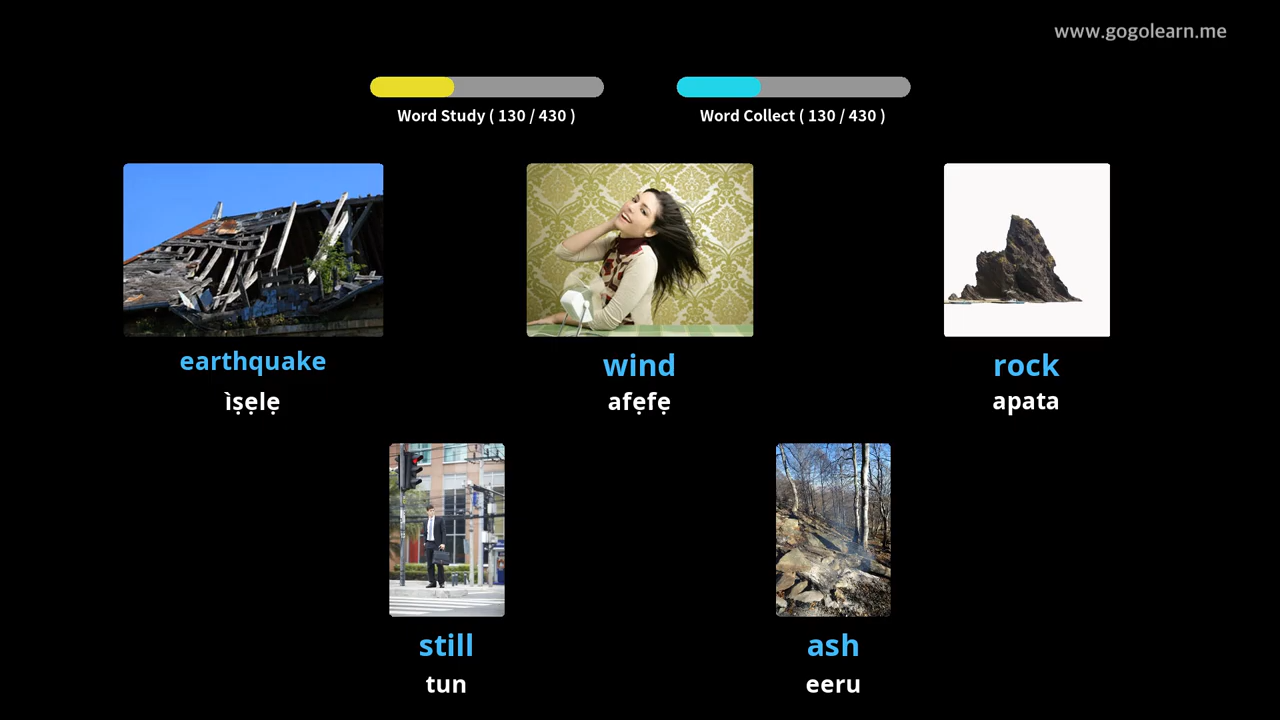 www.gogolearn.me
Word Study ( 130 / 430 )
Word Collect ( 130 / 430 )
earthquake
ìṣẹlẹ
wind
afẹfẹ
rock
apata
still
tun
ash
eeru